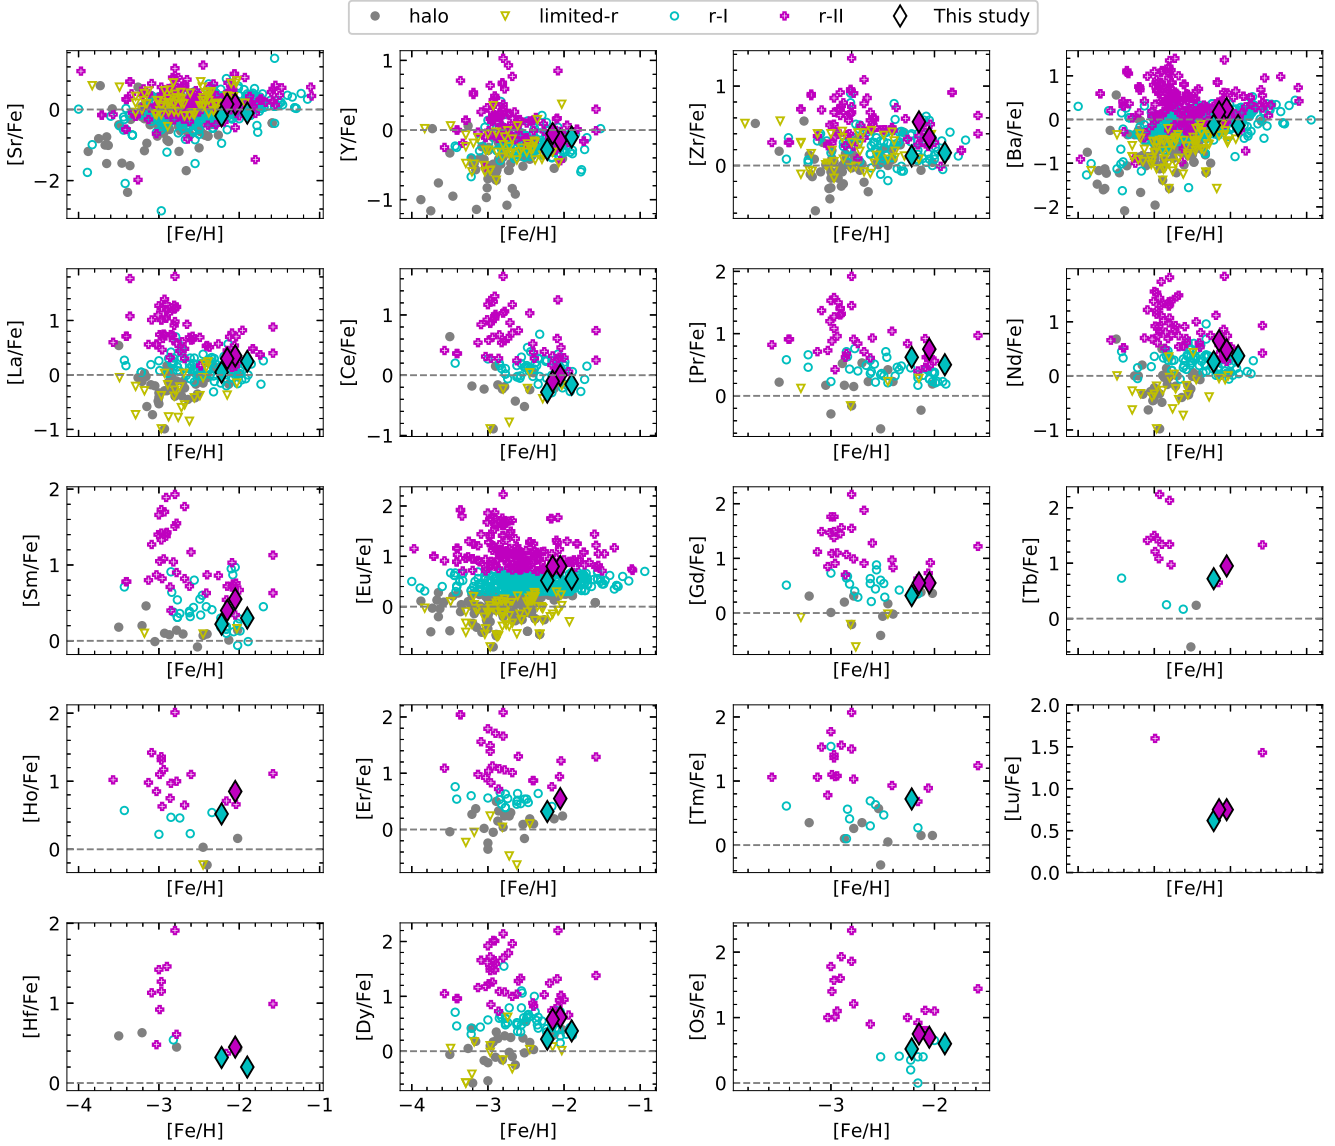 halo limited-r r-I r-II This study
[Sr/Fe] 0 −2 [Fe/H]
[Y/Fe] 1 0 −1 [Fe/H]
[Zr/Fe] 1 0 [Fe/H]
[Ba/Fe] 1 0 −1 −2 [Fe/H]
[La/Fe] 1 0 −1 [Fe/H]
[Ce/Fe] 1 0 −1 [Fe/H]
[Pr/Fe] 2 1 0 [Fe/H]
[Nd/Fe] 1 0 −1 [Fe/H]
[Sm/Fe] 2 1 0 [Fe/H]
[Eu/Fe] 2 1 0 [Fe/H]
[Gd/Fe] 2 1 0 [Fe/H]
[Tb/Fe] 2 1 0 [Fe/H]
[Ho/Fe] 2 1 0 [Fe/H]
[Er/Fe] 2 1 0 [Fe/H]
[Tm/Fe] 2 1 0 [Fe/H]
[Lu/Fe] 2.0 1.5 1.0 0.5 0.0 [Fe/H]
[Hf/Fe] 2 1 0 −4 −3 −2 −1 [Fe/H]
[Dy/Fe] 2 1 0 −4 −3 −2 −1 [Fe/H]
[Os/Fe] 2 1 0 −3 −2 [Fe/H]